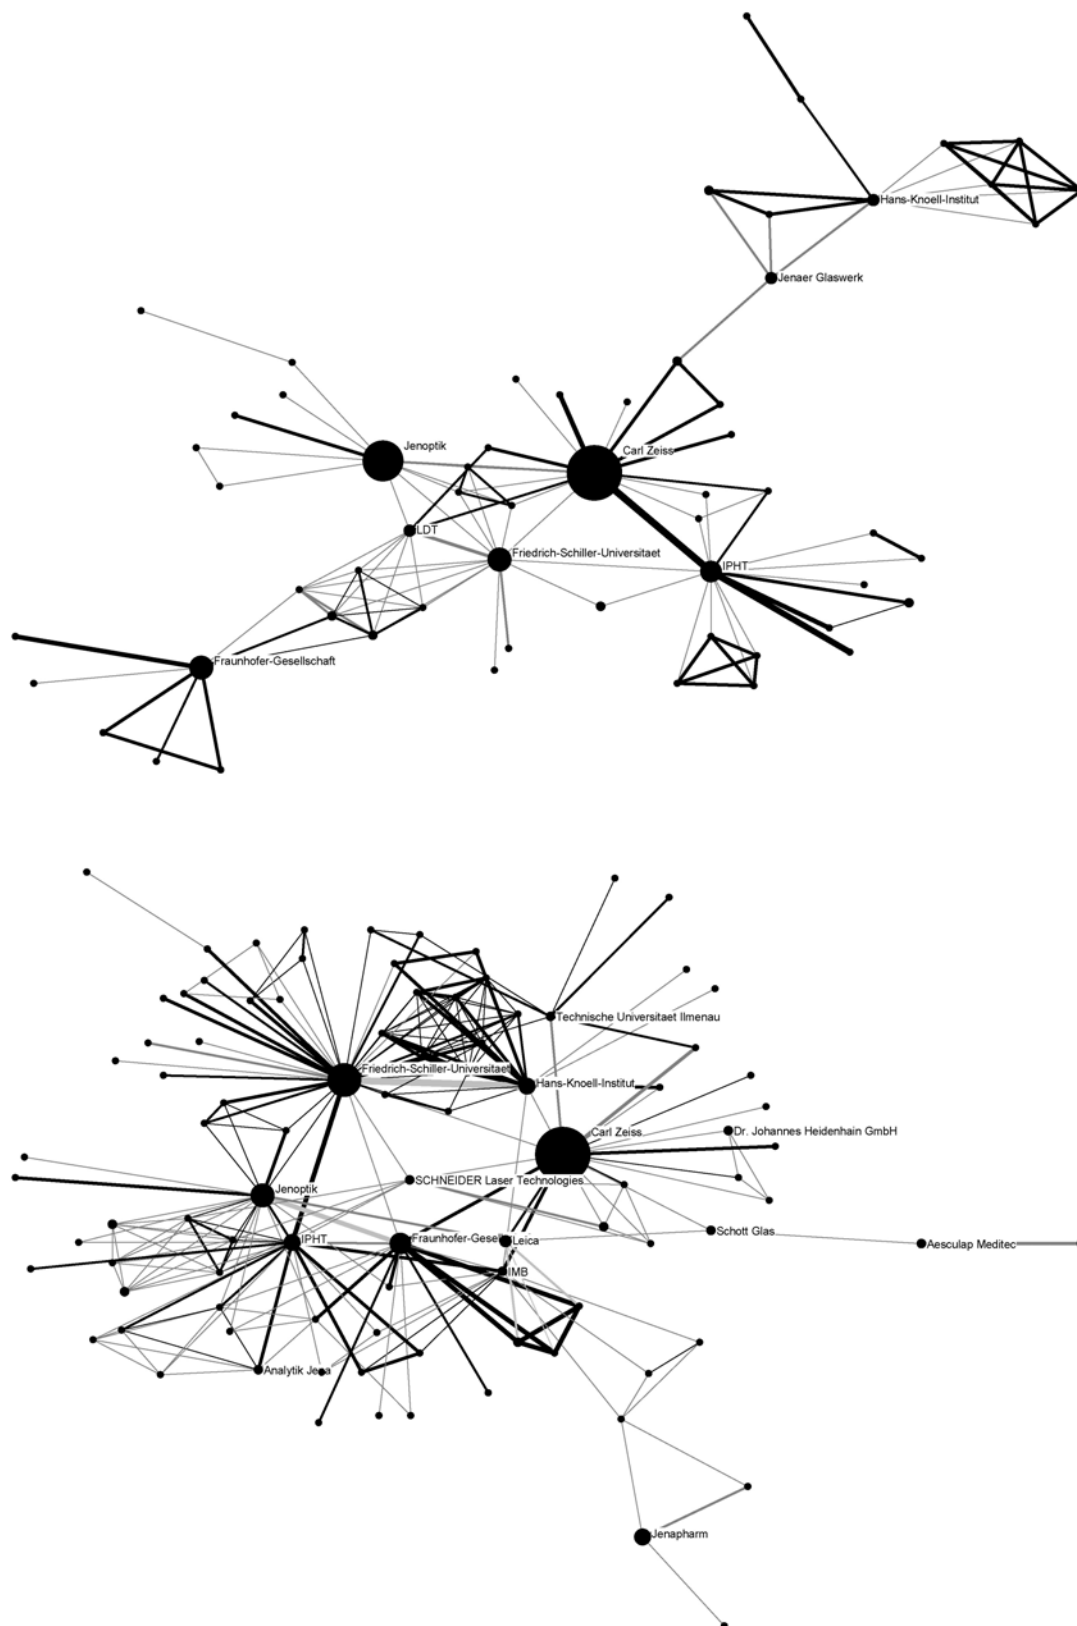 Hans-Knoell-Institut
Jenaer Glaswerk
Jenoptik
Carl Zeiss
LDT
Friedrich-Schiller-Universitaet
IPHT
Fraunhofer-Gesellschaft
Technische Universitaet Ilmenau
Friedrich-Schiller-Universitaet
Hans-Knoell-Institut
Carl Zeiss
Dr. Johannes Heidenhain GmbH
SCHNEIDER Laser Technologies
Jenoptik
Schott Glas
IPHT
Fraunhofer-Gesell
Leica
Aesculap Meditec
IMB
Analytik Jena
Jenapharm